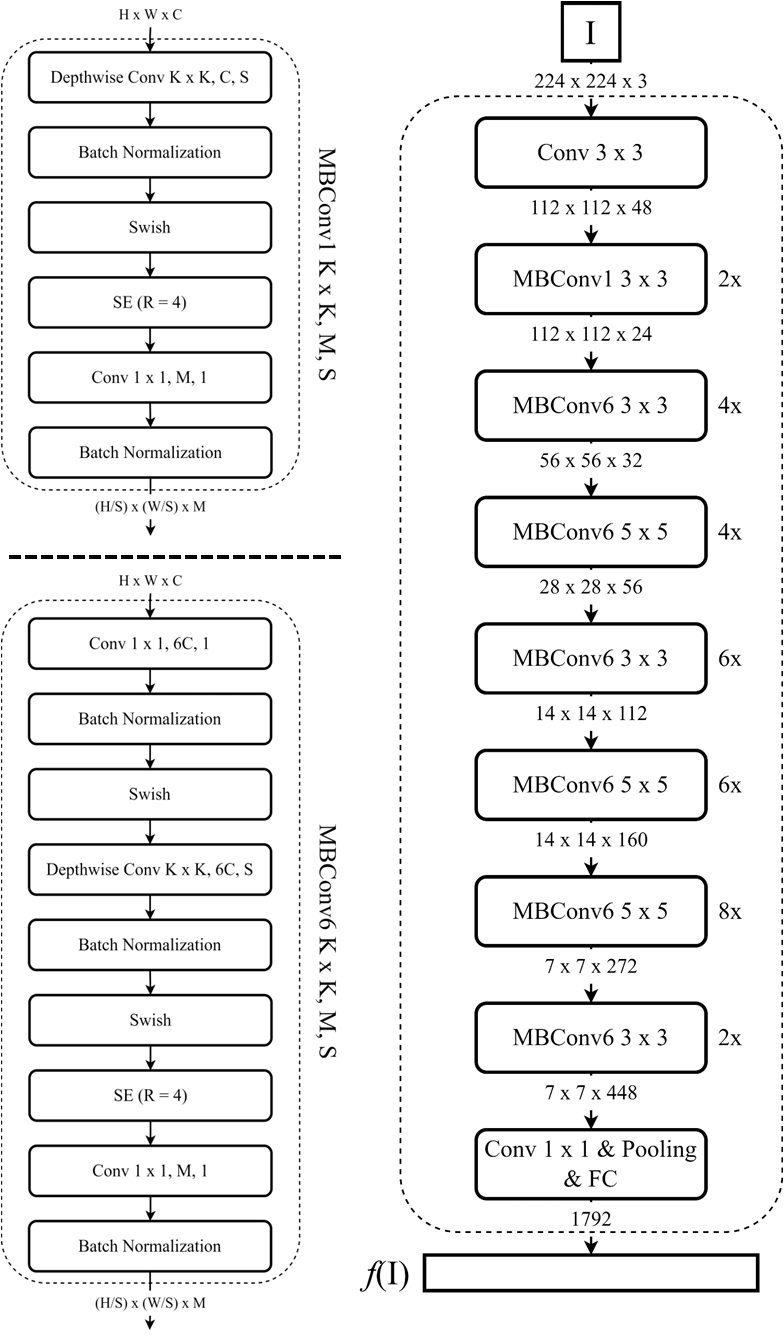 H x W x C
Depthwise Conv K x K, C, S
Batch Normalization
Swish
SE (R = 4)
Conv 1 x 1, M, 1
Batch Normalization
(H/S) x (W/S) x M
MBConv1 K x K, M, S
H x W x C
Conv 1 x 1, 6C, 1
Batch Normalization
Swish
Depthwise Conv K x K, 6C, S
Batch Normalization
Swish
SE (R = 4)
Conv 1 x 1, M, 1
Batch Normalization
(H/S) x (W/S) x M
MBConv6 K x K, M, S
I
224 x 224 x 3
Conv 3 x 3
112 x 112 x 48
MBConv1 3 x 3 2x
112 x 112 x 24
MBConv6 3 x 3 4x
56 x 56 x 32
MBConv6 5 x 5 4x
28 x 28 x 56
MBConv6 3 x 3 6x
14 x 14 x 112
MBConv6 5 x 5 6x
14 x 14 x 160
MBConv6 5 x 5 8x
7 x 7 x 272
MBConv6 3 x 3 2x
7 x 7 x 448
Conv 1 x 1 & Pooling
& FC
1792
f(I)